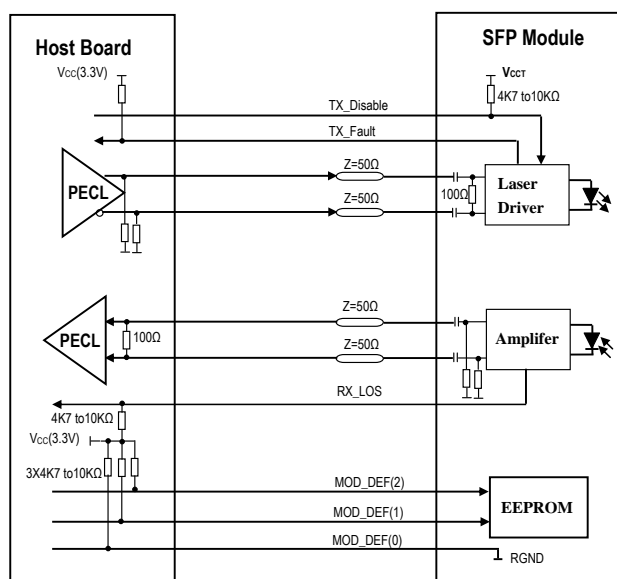 Host Board
SFP Module
Vcc(3.3V)
VCCT
4K7 to10KΩ
TX_Disable
TX_Fault
Z=50Ω
PECL
100Ω
Laser
Driver
Z=50Ω
Z=50Ω
PECL
100Ω
Amplifer
Z=50Ω
RX_LOS
4K7 to10KΩ
Vcc(3.3V)
3X4K7 to10KΩ
MOD_DEF(2)
EEPROM
MOD_DEF(1)
MOD_DEF(0)
RGND